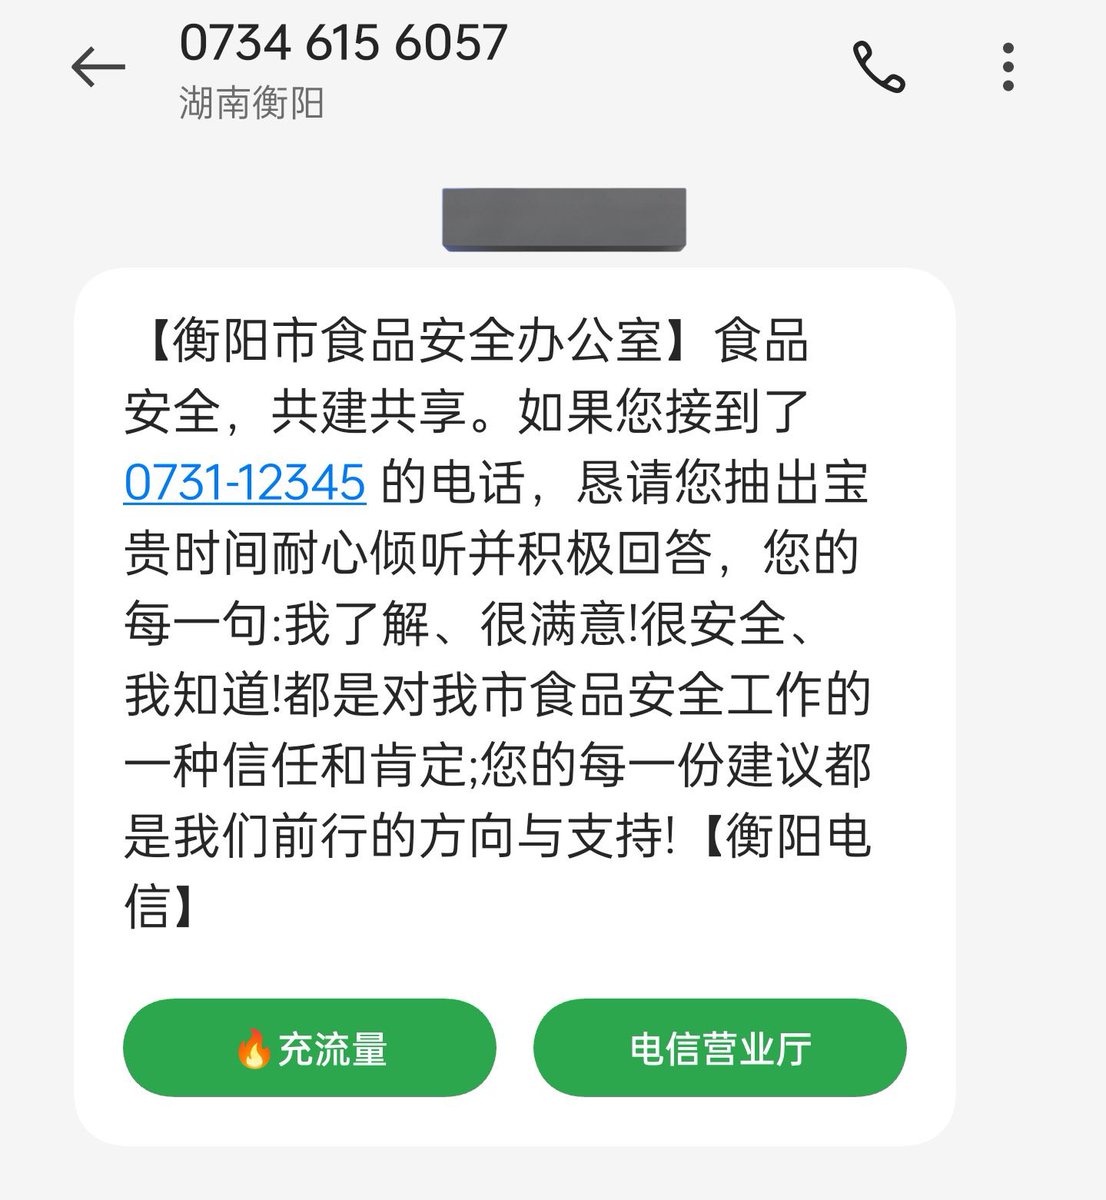 0734 615 6057
湖南衡阳
【衡阳市食品安全办公室】食品
安全，共建共享。如果您接到了
0731-12345 的电话，恳请您抽出宝
贵时间耐心倾听并积极回答，您的
每一句:我了解、很满意!很安全、
我知道!都是对我市食品安全工作的
一种信任和肯定;您的每一份建议都
是我们前行的方向与支持!【衡阳电
信】
🔥充流量
电信营业厅